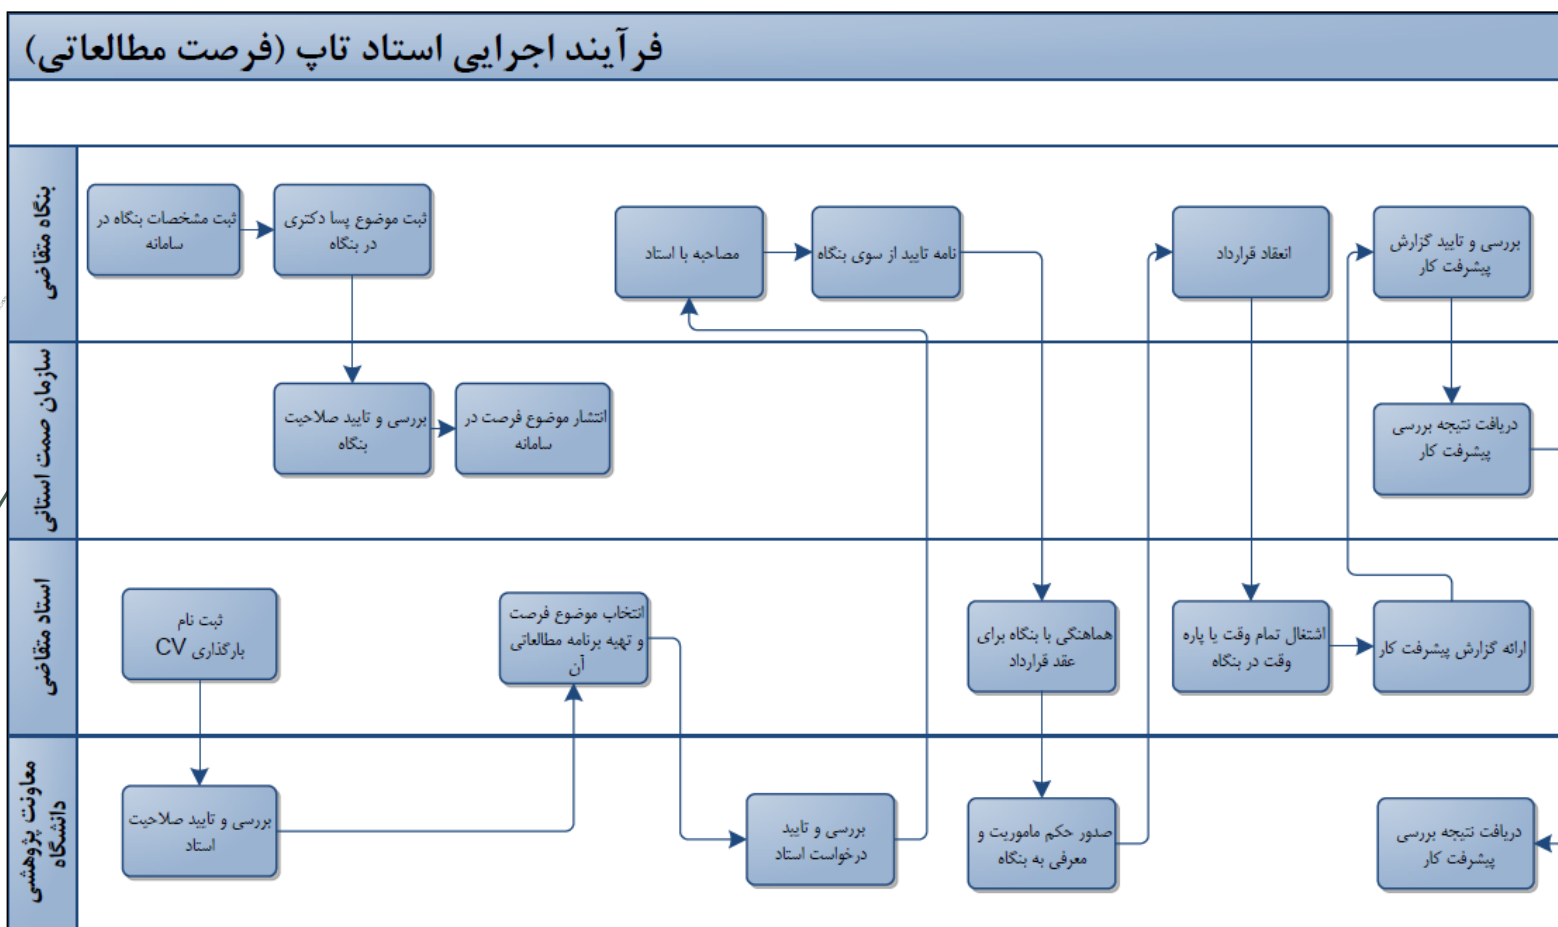 فرآیند اجرایی استاد تاپ (فرصت مطالعاتی)
بنگاه متقاضی
ثبت مشخصات بنگاه در
سامانه
ثبت موضوع پسا دکتری
در بنگاه
مصاحبه با استاد
نامه تایید از سوی بنگاه
انعقاد قرارداد
بررسی و تایید گزارش
پیشرفت کار
سازمان صمت استانی
بررسی و تایید صلاحیت
بنگاه
انتشار موضوع فرصت در
سامانه
دریافت نتیجه بررسی
پیشرفت کار
استاد متقاضی
ثبت نام
بارگذاری CV
انتخاب موضوع فرصت
و تهیه برنامه مطالعاتی
آن
هماهنگی با بنگاه برای
عقد قرارداد
اشتغال تمام وقت یا پاره
وقت در بنگاه
ارائه گزارش پیشرفت کار
معاونت پژوهشی
دانشگاه
بررسی و تایید صلاحیت
استاد
بررسی و تایید
درخواست استاد
صدور حکم ماموریت و
معرفی به بنگاه
دریافت نتیجه بررسی
پیشرفت کار